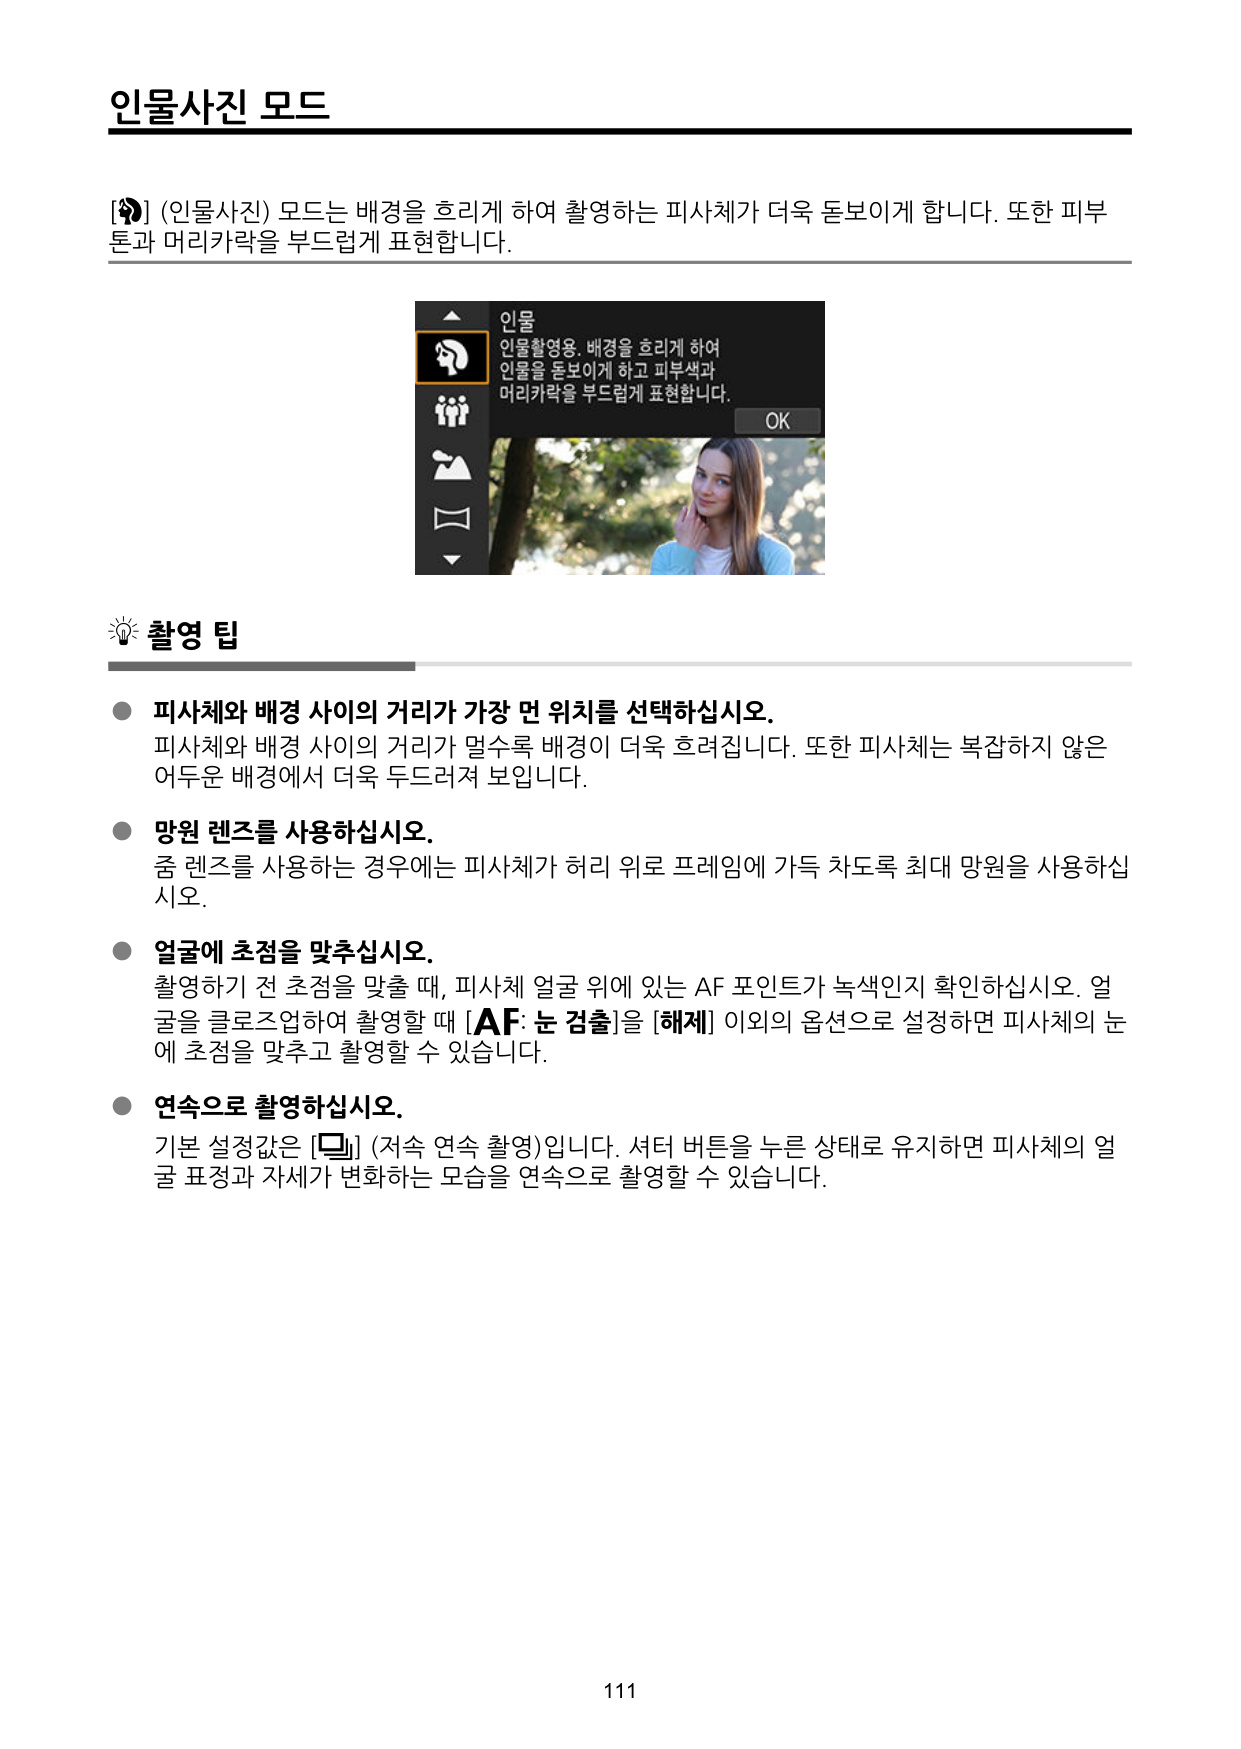 인물사진 모드
[] (인물사진) 모드는 배경을 흐리게 하여 촬영하는 피사체가 더욱 돋보이게 합니다. 또한 피부
톤과 머리카락을 부드럽게 표현합니다.
인물
인물촬영용. 배경을 흐리게 하여
인물을 돋보이게 하고 피부색과
머리카락을 부드럽게 표현합니다.
OK
촬영 팁
● 피사체와 배경 사이의 거리가 가장 먼 위치를 선택하십시오.
피사체와 배경 사이의 거리가 멀수록 배경이 더욱 흐려집니다. 또한 피사체는 복잡하지 않은
어두운 배경에서 더욱 두드러져 보입니다.
● 망원 렌즈를 사용하십시오.
줌 렌즈를 사용하는 경우에는 피사체가 허리 위로 프레임에 가득 차도록 최대 망원을 사용하십
시오.
● 얼굴에 초점을 맞추십시오.
촬영하기 전 초점을 맞출 때, 피사체 얼굴 위에 있는 AF 포인트가 녹색인지 확인하십시오. 얼
굴을 클로즈업하여 촬영할 때 [AF: 눈 검출]을 [해제] 이외의 옵션으로 설정하면 피사체의 눈
에 초점을 맞추고 촬영할 수 있습니다.
● 연속으로 촬영하십시오.
기본 설정값은 [] (저속 연속 촬영)입니다. 셔터 버튼을 누른 상태로 유지하면 피사체의 얼
굴 표정과 자세가 변화하는 모습을 연속으로 촬영할 수 있습니다.
111